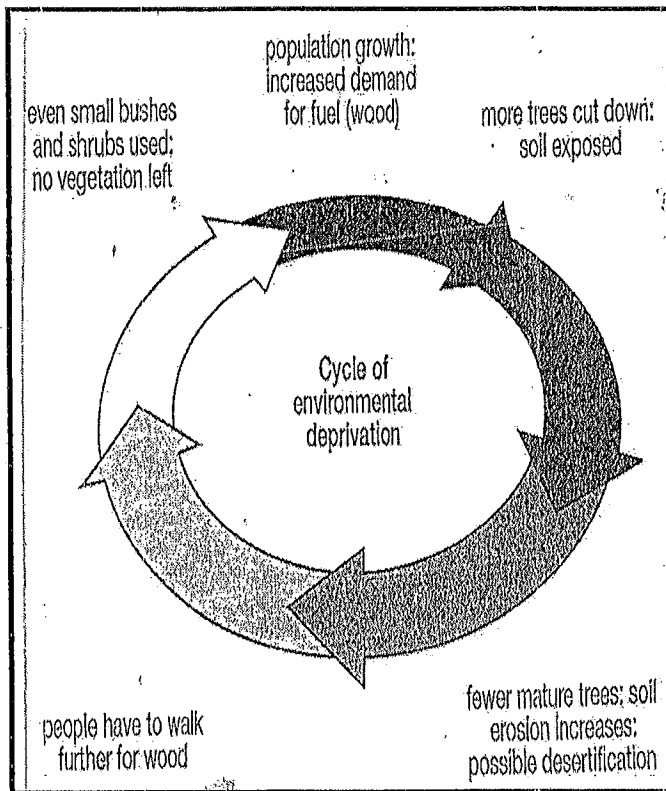 population growth:
increased demand
for fuel (wood)
more trees cut down:
soil exposed
fewer mature trees; soil
erosion increases:
possible desertification
people have to walk
further for wood
even small bushes
and shrubs used:
no vegetation left
Cycle of
environmental
deprivation